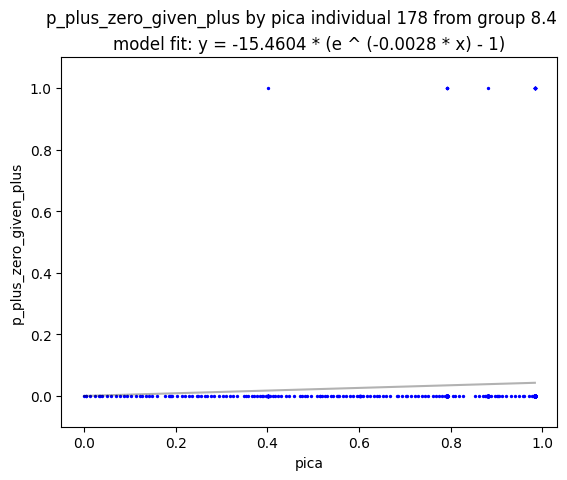 p_plus_zero_given_plus by pica individual 178 from group 8.4
model fit: y = -15.4604 * (e ^ (-0.0028 * x) - 1)
1.0
0.8
0.6
0.4
0.2
0.0
p_plus_zero_given_plus
0.0 0.2 0.4 0.6 0.8 1.0
pica